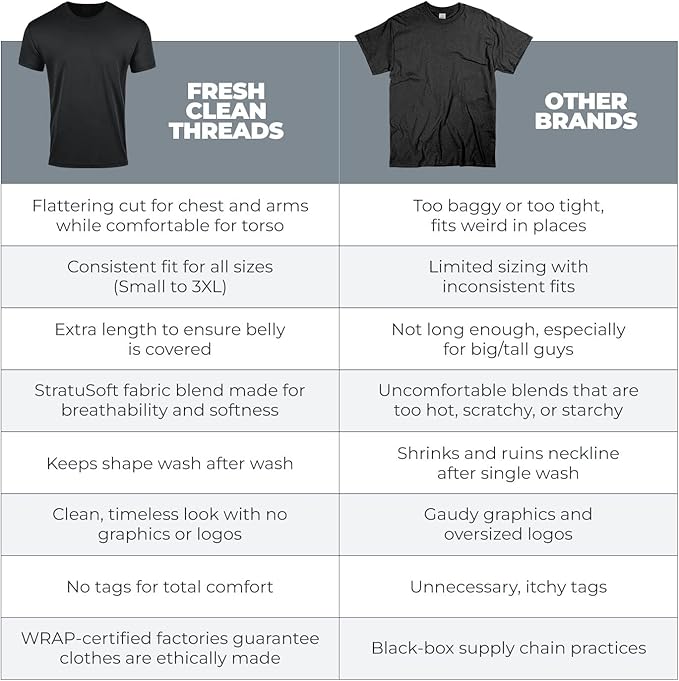 FRESH
CLEAN
THREADS
OTHER
BRANDS
Flattering cut for chest and arms
while comfortable for torso
Too baggy or too tight,
fits weird in places
Consistent fit for all sizes
(Small to 3XL)
Limited sizing with
inconsistent fits
Extra length to ensure belly
is covered
Not long enough, especially
for big/tall guys
StratuSoft fabric blend made for
breathability and softness
Uncomfortable blends that are
too hot, scratchy, or starchy
Keeps shape wash after wash
Shrinks and ruins neckline
after single wash
Clean, timeless look with no
graphics or logos
Gaudy graphics and
oversized logos
No tags for total comfort
Unnecessary, itchy tags
WRAP-certified factories guarantee
clothes are ethically made
Black-box supply chain practices